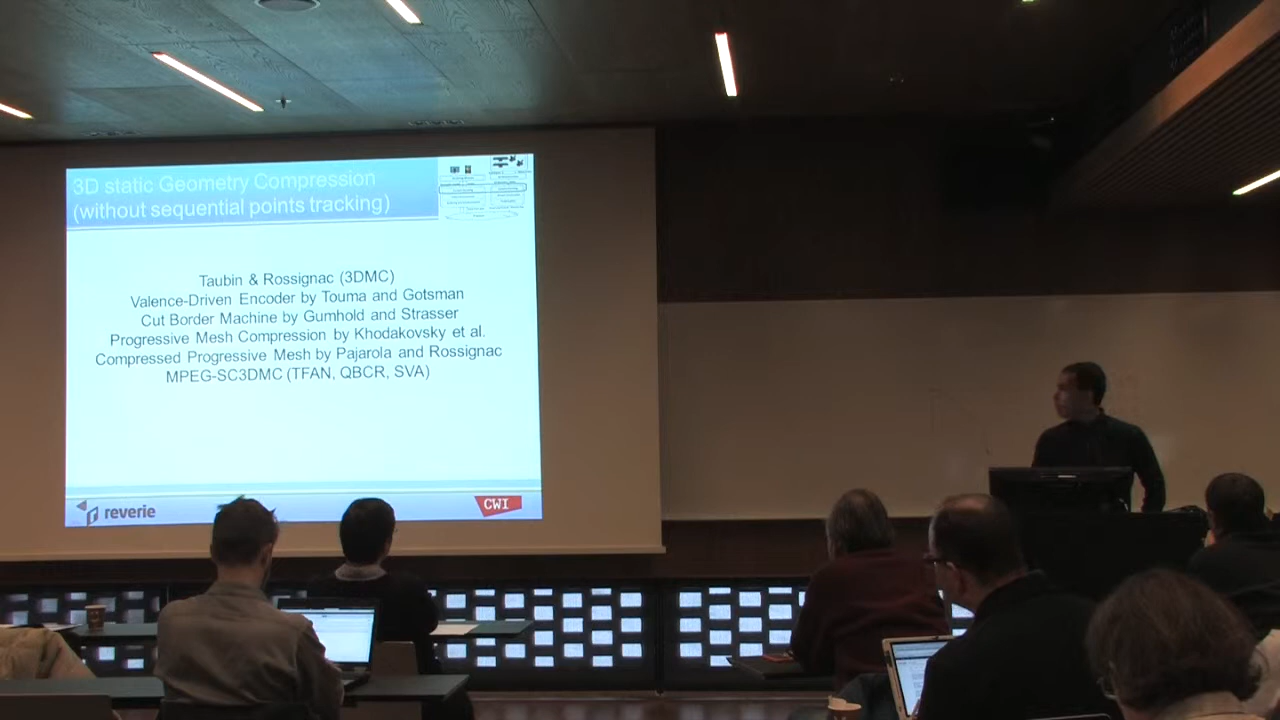 3D static Geometry Compression
(without sequential points tracking)
Taubin & Rossignac (3DMC)
Valence-Driven Encoder by Touma and Gotsman
Cut Border Machine by Gumhold and Strasser
Progressive Mesh Compression by Khodakovsky et al.
Compressed Progressive Mesh by Pajarola and Rossignac
MPEG-SC3DMC (TFAN, QBCR, SVA)
reverie
CWI